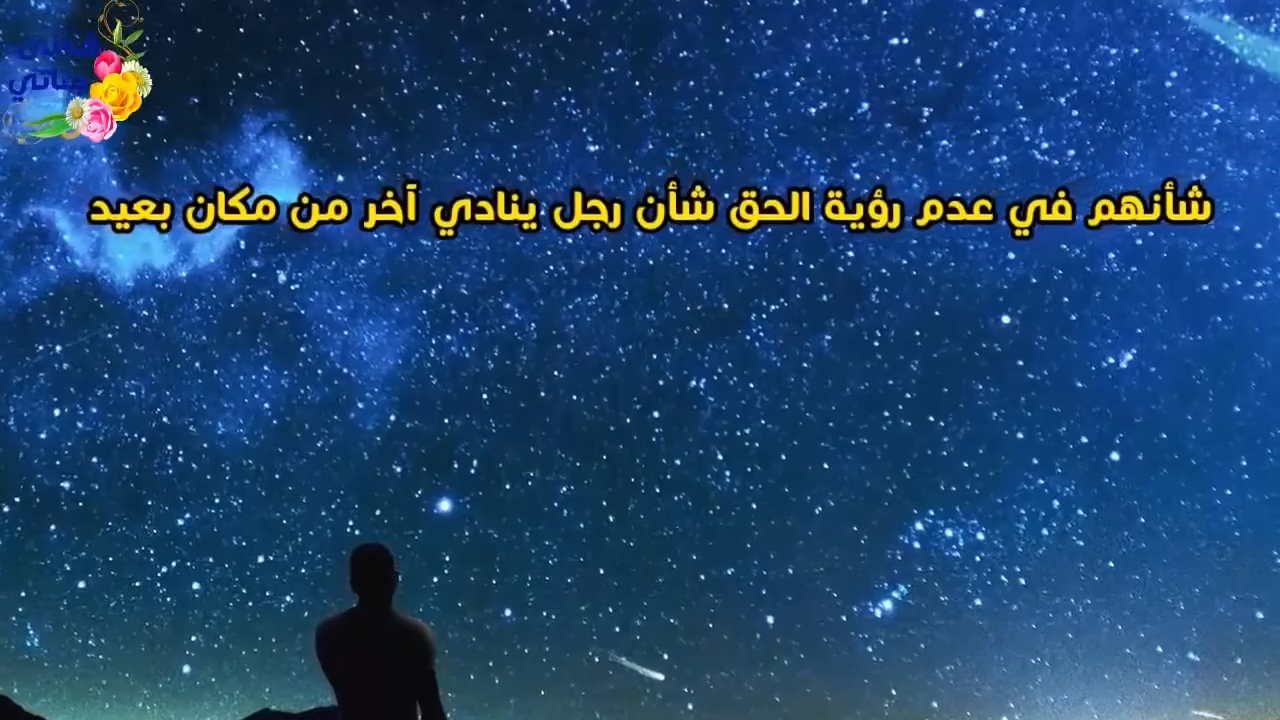 شأنهم في عدم رؤية الحق شأن رجل ينادي آخر من مكان بعيد